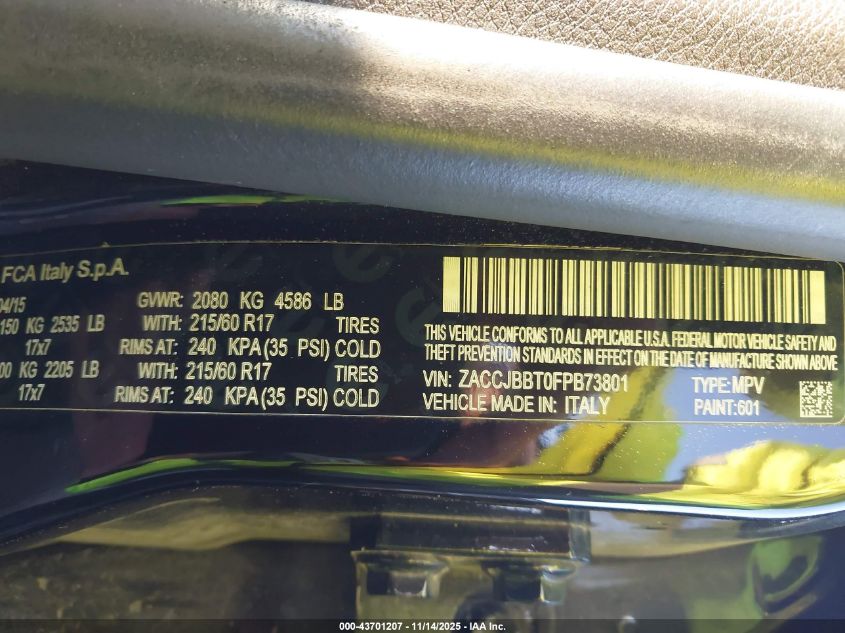 FCA Italy S.p.A.
04/15 GVWR: 2080 KG 4586 LB
150 KG 2535 LB WITH: 215/60 R17 TIRES
17x7 RIMS AT: 240 KPA(35 PSI) COLD
00 KG 2205 LB WITH: 215/60 R17 TIRES
17x7 RIMS AT: 240 KPA(35 PSI) COLD
THIS VEHICLE CONFORMS TO ALL APPLICABLE U.S.A. FEDERAL MOTOR VEHICLE SAFETY AND
THEFT PREVENTION STANDARD IN EFFECT ON THE DATE OF MANUFACTURE SHOWN ABOVE
VIN: ZACCJBBT0FPB73801 TYPE: MPV
VEHICLE MADE IN: ITALY PAINT:601
000-43701207 - 11/14/2025 - IAA Inc.